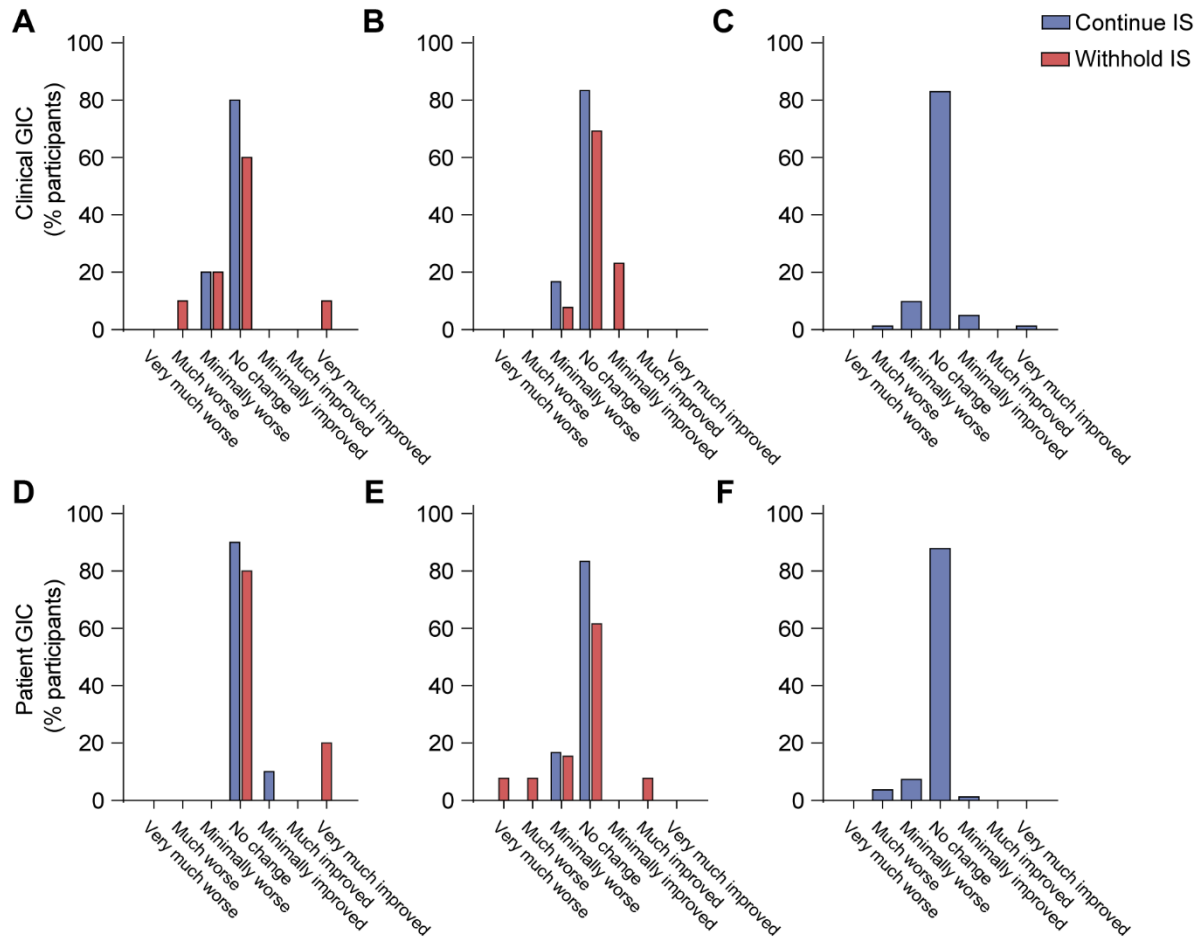 A
B
C
Continue IS
Withhold IS
Clinical GIC
(% participants)
100
80
60
40
20
0
Very much worse
Much worse
Minimally worse
No change
Minimally improved
Much improved
Very much improved
100
80
60
40
20
0
Very much worse
Much worse
Minimally worse
No change
Minimally improved
Much improved
Very much improved
100
80
60
40
20
0
Very much worse
Much worse
Minimally worse
No change
Minimally improved
Much improved
Very much improved
D
E
F
Patient GIC
(% participants)
100
80
60
40
20
0
Very much worse
Much worse
Minimally worse
No change
Minimally improved
Much improved
Very much improved
100
80
60
40
20
0
Very much worse
Much worse
Minimally worse
No change
Minimally improved
Much improved
Very much improved
100
80
60
40
20
0
Very much worse
Much worse
Minimally worse
No change
Minimally improved
Much improved
Very much improved